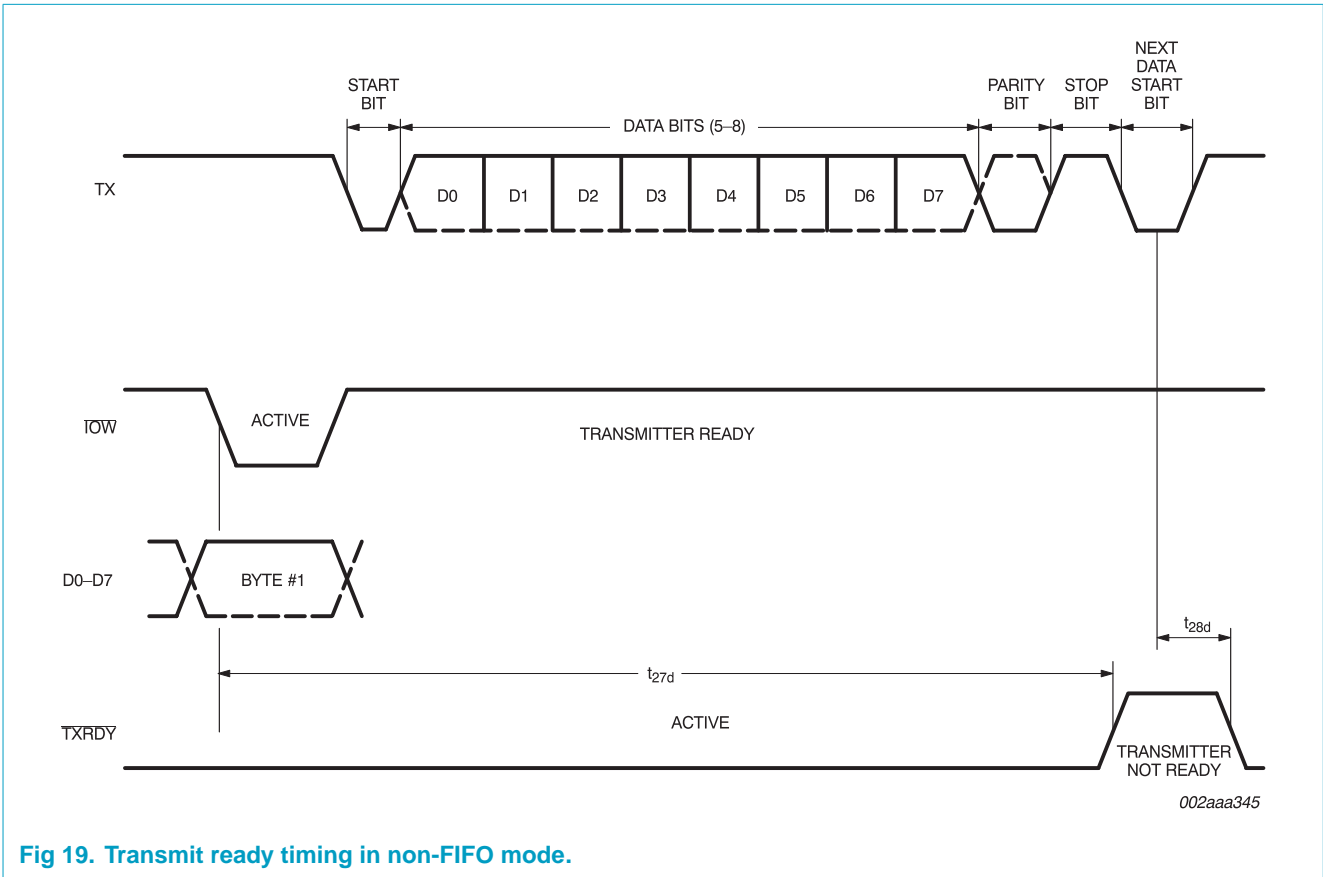 START
BIT
DATA BITS (5–8)
PARITY
BIT
STOP
BIT
NEXT
DATA
START
BIT
TX
D0
D1
D2
D3
D4
D5
D6
D7
IOW
ACTIVE
TRANSMITTER READY
D0–D7
BYTE #1
t28d
t27d
TXRDY
ACTIVE
TRANSMITTER
NOT READY
002aaa345
Fig 19. Transmit ready timing in non-FIFO mode.